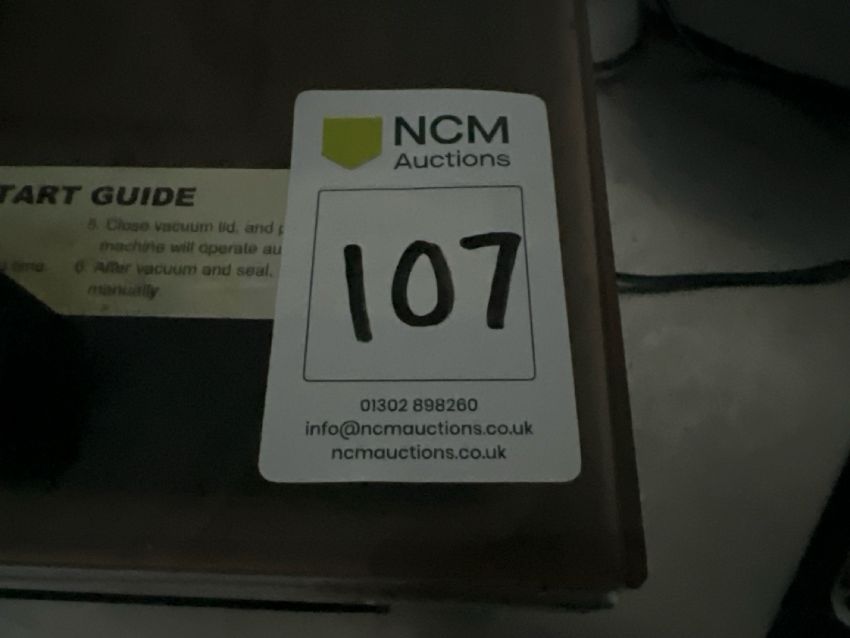 NCM
Auctions
107
01302 898260
info@ncmauctions.co.uk
ncmauctions.co.uk
TART GUIDE
5. Close vacuum lid, and
machine will operate
time. 6. After vacuum and seal,
manually